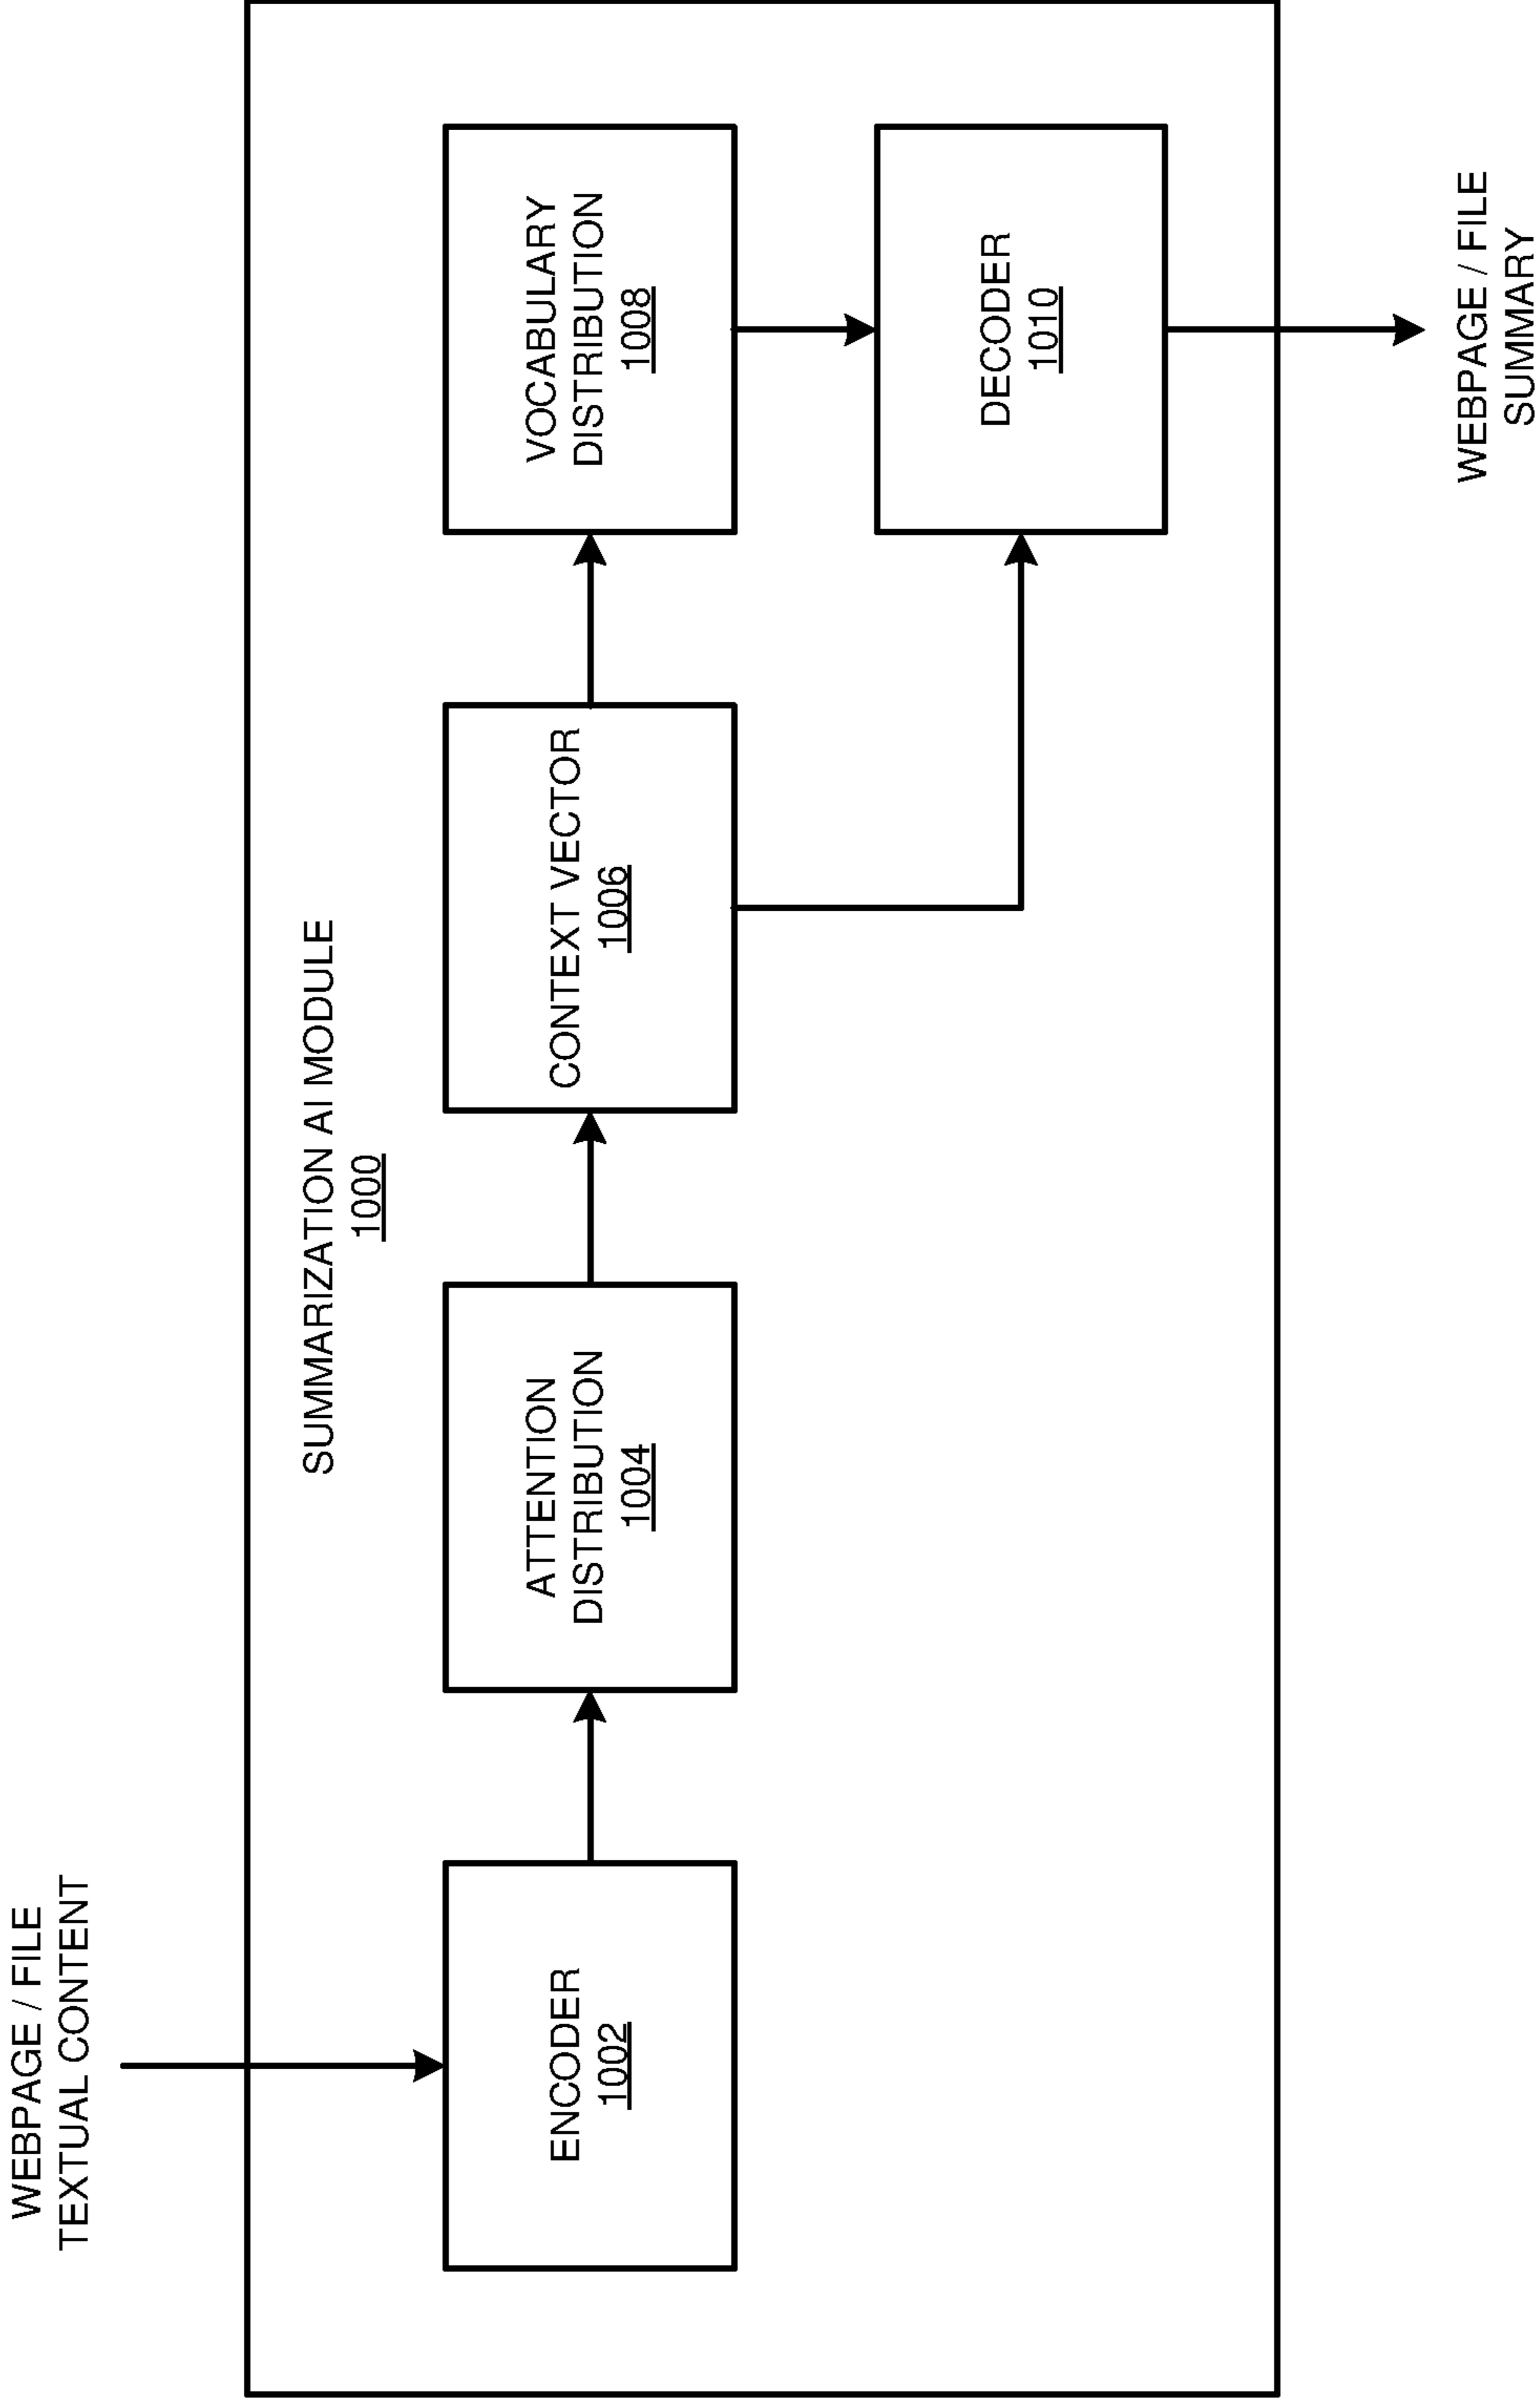 WEBPAGE / FILE
TEXTUAL CONTENT
SUMMARIZATION AI MODULE
1000
ENCODER
1002
ATTENTION
DISTRIBUTION
1004
CONTEXT VECTOR
1006
VOCABULARY
DISTRIBUTION
1008
DECODER
1010
WEBPAGE / FILE
SUMMARY